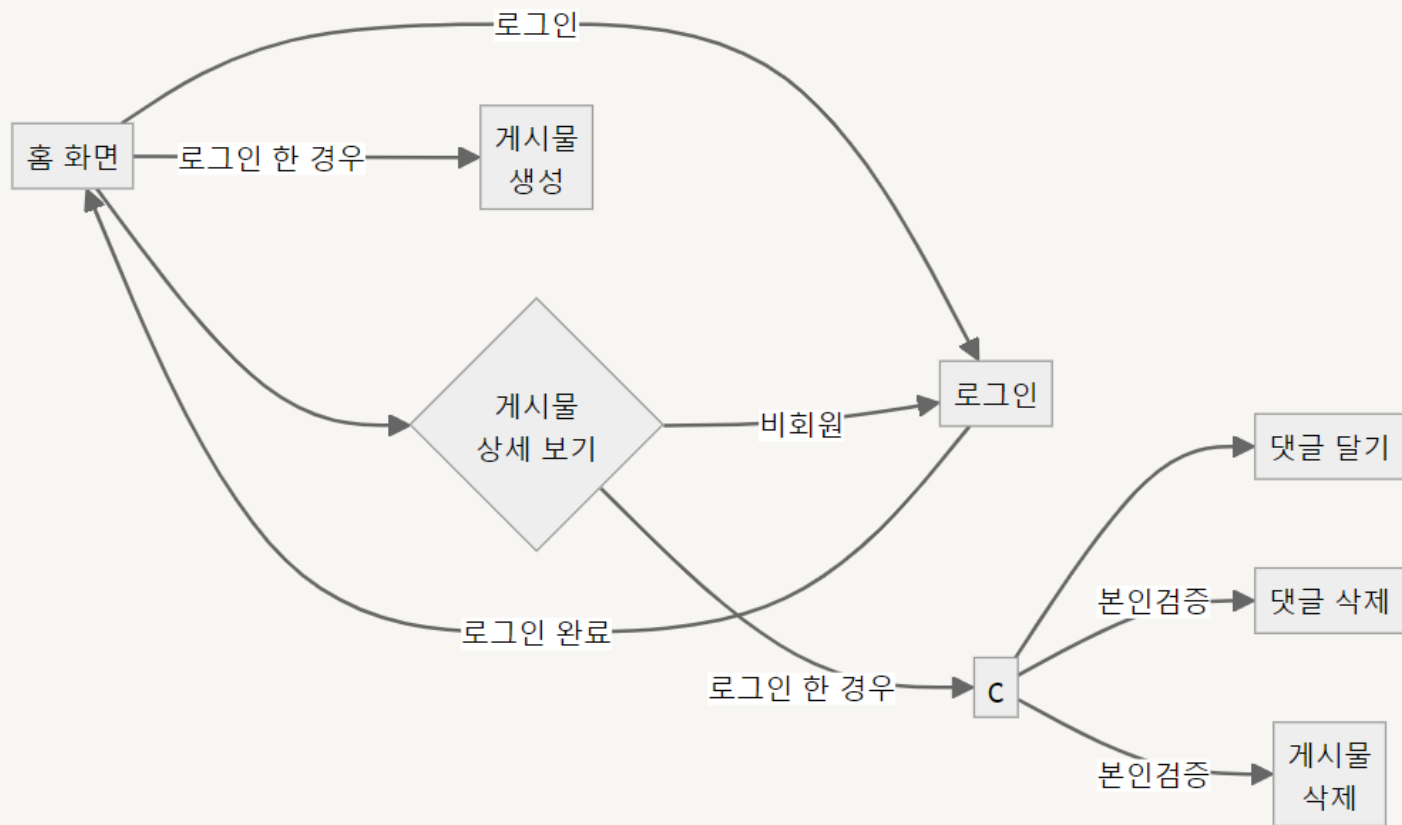 로그인
홈 화면
로그인 한 경우
게시물
생성
게시물
상세 보기
비회원
로그인
로그인 완료
로그인 한 경우
c
댓글 달기
본인검증
댓글 삭제
본인검증
게시물
삭제